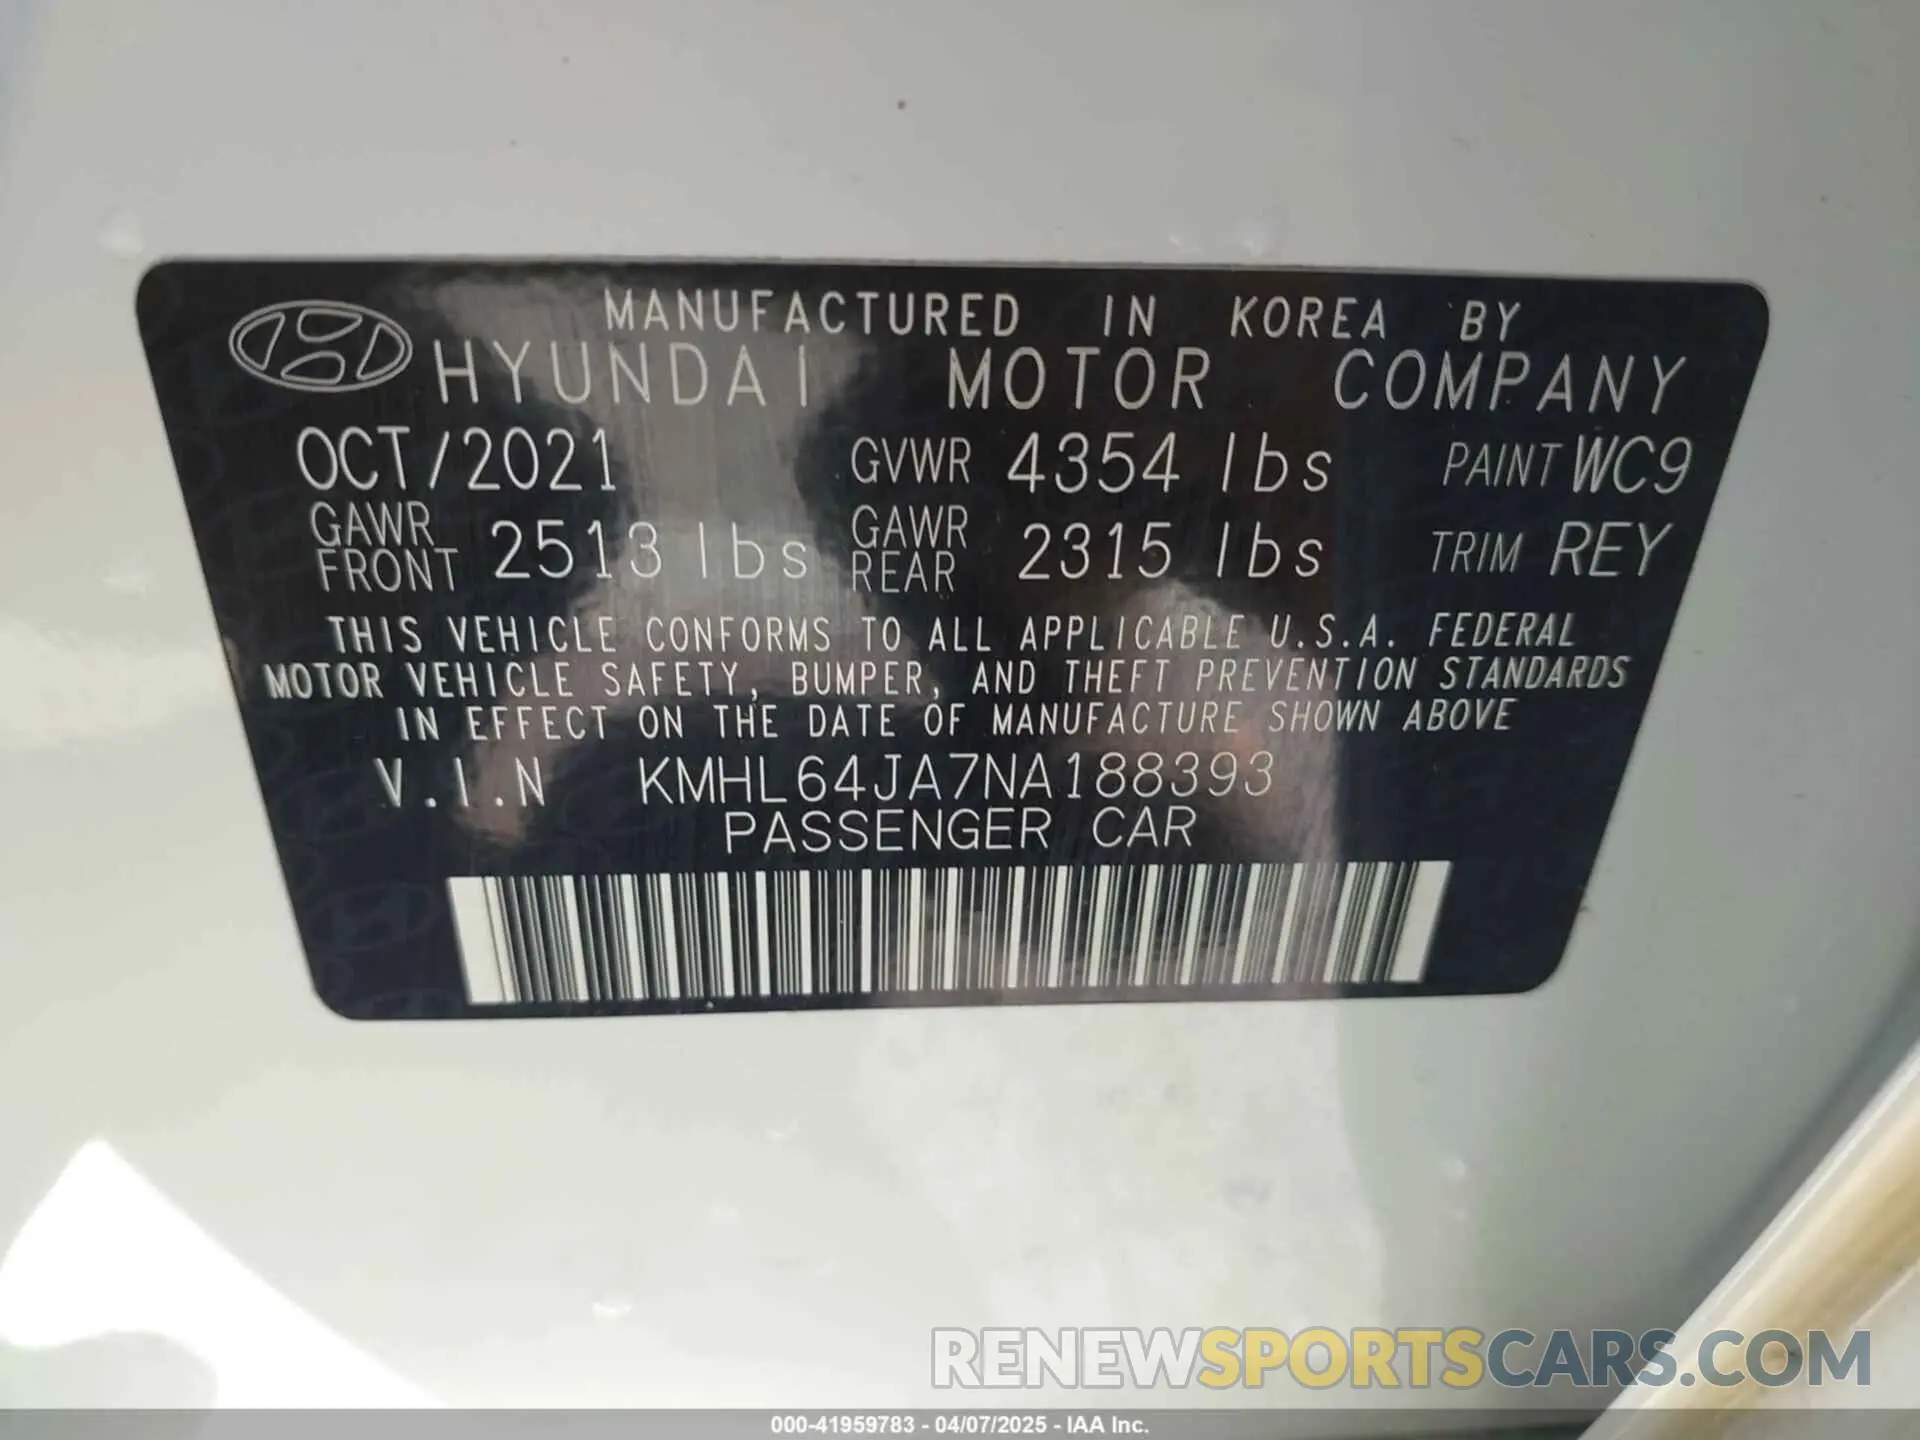 MANUFACTURED IN KOREA BY
HYUNDAI MOTOR COMPANY
OCT/2021 GVWR 4354 lbs PAINT WC9
GAWR FRONT 2513 lbs GAWR REAR 2315 lbs TRIM REY
THIS VEHICLE CONFORMS TO ALL APPLICABLE U.S.A. FEDERAL
MOTOR VEHICLE SAFETY, BUMPER, AND THEFT PREVENTION STANDARDS
IN EFFECT ON THE DATE OF MANUFACTURE SHOWN ABOVE
V.I.N KMHL64JA7NA188393
PASSENGER CAR
RENEWSPORTSCARS.COM
000-41959783 - 04/07/2025 - IAA Inc.